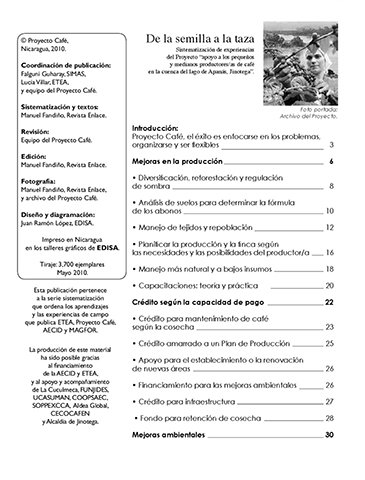 © Proyecto Café,
Nicaragua, 2010.
Coordinación de publicación:
Falguni Guharay, SIMAS,
Lucía Villar, ETEA,
y equipo del Proyecto Café.
Sistematización y textos:
Manuel Fandiño, Revista Enlace.
Revisión:
Equipo del Proyecto Café.
Edición:
Manuel Fandiño, Revista Enlace.
Fotografía:
Manuel Fandiño, Revista Enlace,
y archivo del Proyecto Café.
Diseño y diagramación:
Juan Ramón López, EDISA.
Impreso en Nicaragua
en los talleres gráficos de EDISA.
Tiraje: 3,700 ejemplares
Mayo 2010.
Esta publicación pertenece
a la serie sistematización
que ordena los aprendizajes
y las experiencias de campo
que publica ETEA, Proyecto Café,
AECID y MAGFOR.
La producción de este material
ha sido posible gracias
al financiamiento
de la AECID y ETEA,
y al apoyo y acompañamiento
de La Cuculmeca, FUNJIDES,
UCASUMAN, COOPSAEC,
SOPPEXCCA, Aldea Global,
CECOCAFEN
y Alcaldía de Jinotega.
De la semilla a la taza
Sistematización de experiencias
del Proyecto "apoyo a los pequeños
y medianos productores/as de café
en la cuenca del lago de Apanás, Jinotega".
Foto portada:
Archivo del Proyecto.
Introducción:
Proyecto Café, el éxito es enfocarse en los problemas,
organizarse y ser flexibles 3
Mejoras en la producción 6
• Diversificación, reforestación y regulación
de sombra 8
• Análisis de suelos para determinar la fórmula
de los abonos 10
• Manejo de tejidos y repoblación 12
• Planificar la producción y la finca según
las necesidades y las posibilidades del productor/a 16
• Manejo más natural y a bajos insumos 18
• Capacitaciones: teoría y práctica 20
Crédito según la capacidad de pago 22
• Crédito para mantenimiento de café
según la cosecha 23
• Crédito amarrado a un Plan de Producción 25
• Apoyo para el establecimiento o la renovación
de nuevas áreas 26
• Financiamiento para las mejoras ambientales 26
• Crédito para infraestructura 27
• Fondo para retención de cosecha 28
Mejoras ambientales 30